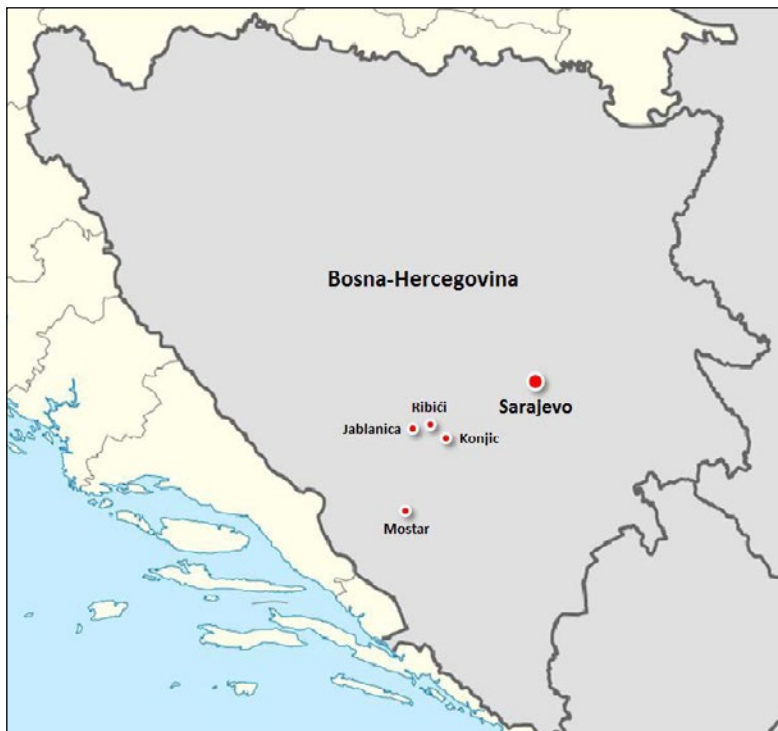 Bosna-Hercegovina
Sarajevo
Ribići
Jablanica
Konjic
Mostar